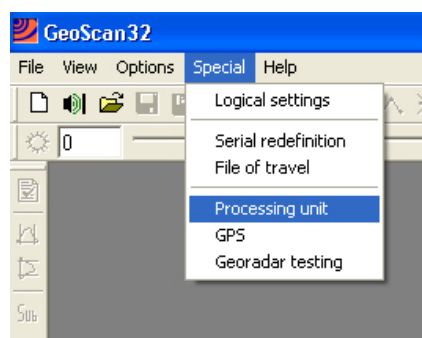 GeoScan32
File View Options Special Help
Logical settings
0
Serial redefinition
File of travel
Processing unit
GPS
Georadar testing
Sub